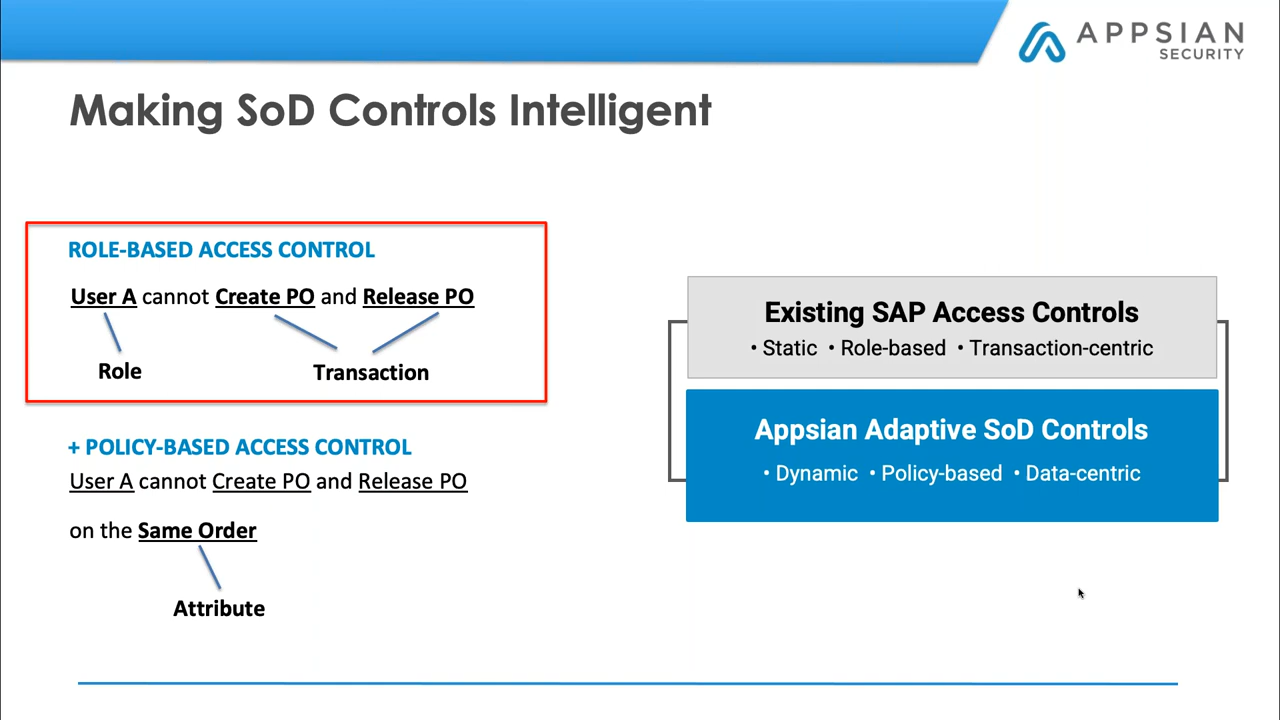 APPSIAN
SECURITY
Making SoD Controls Intelligent
ROLE-BASED ACCESS CONTROL
User A cannot Create PO and Release PO
Role
Transaction
+ POLICY-BASED ACCESS CONTROL
User A cannot Create PO and Release PO
on the Same Order
Attribute
Existing SAP Access Controls
• Static • Role-based • Transaction-centric
Appsian Adaptive SoD Controls
• Dynamic • Policy-based • Data-centric